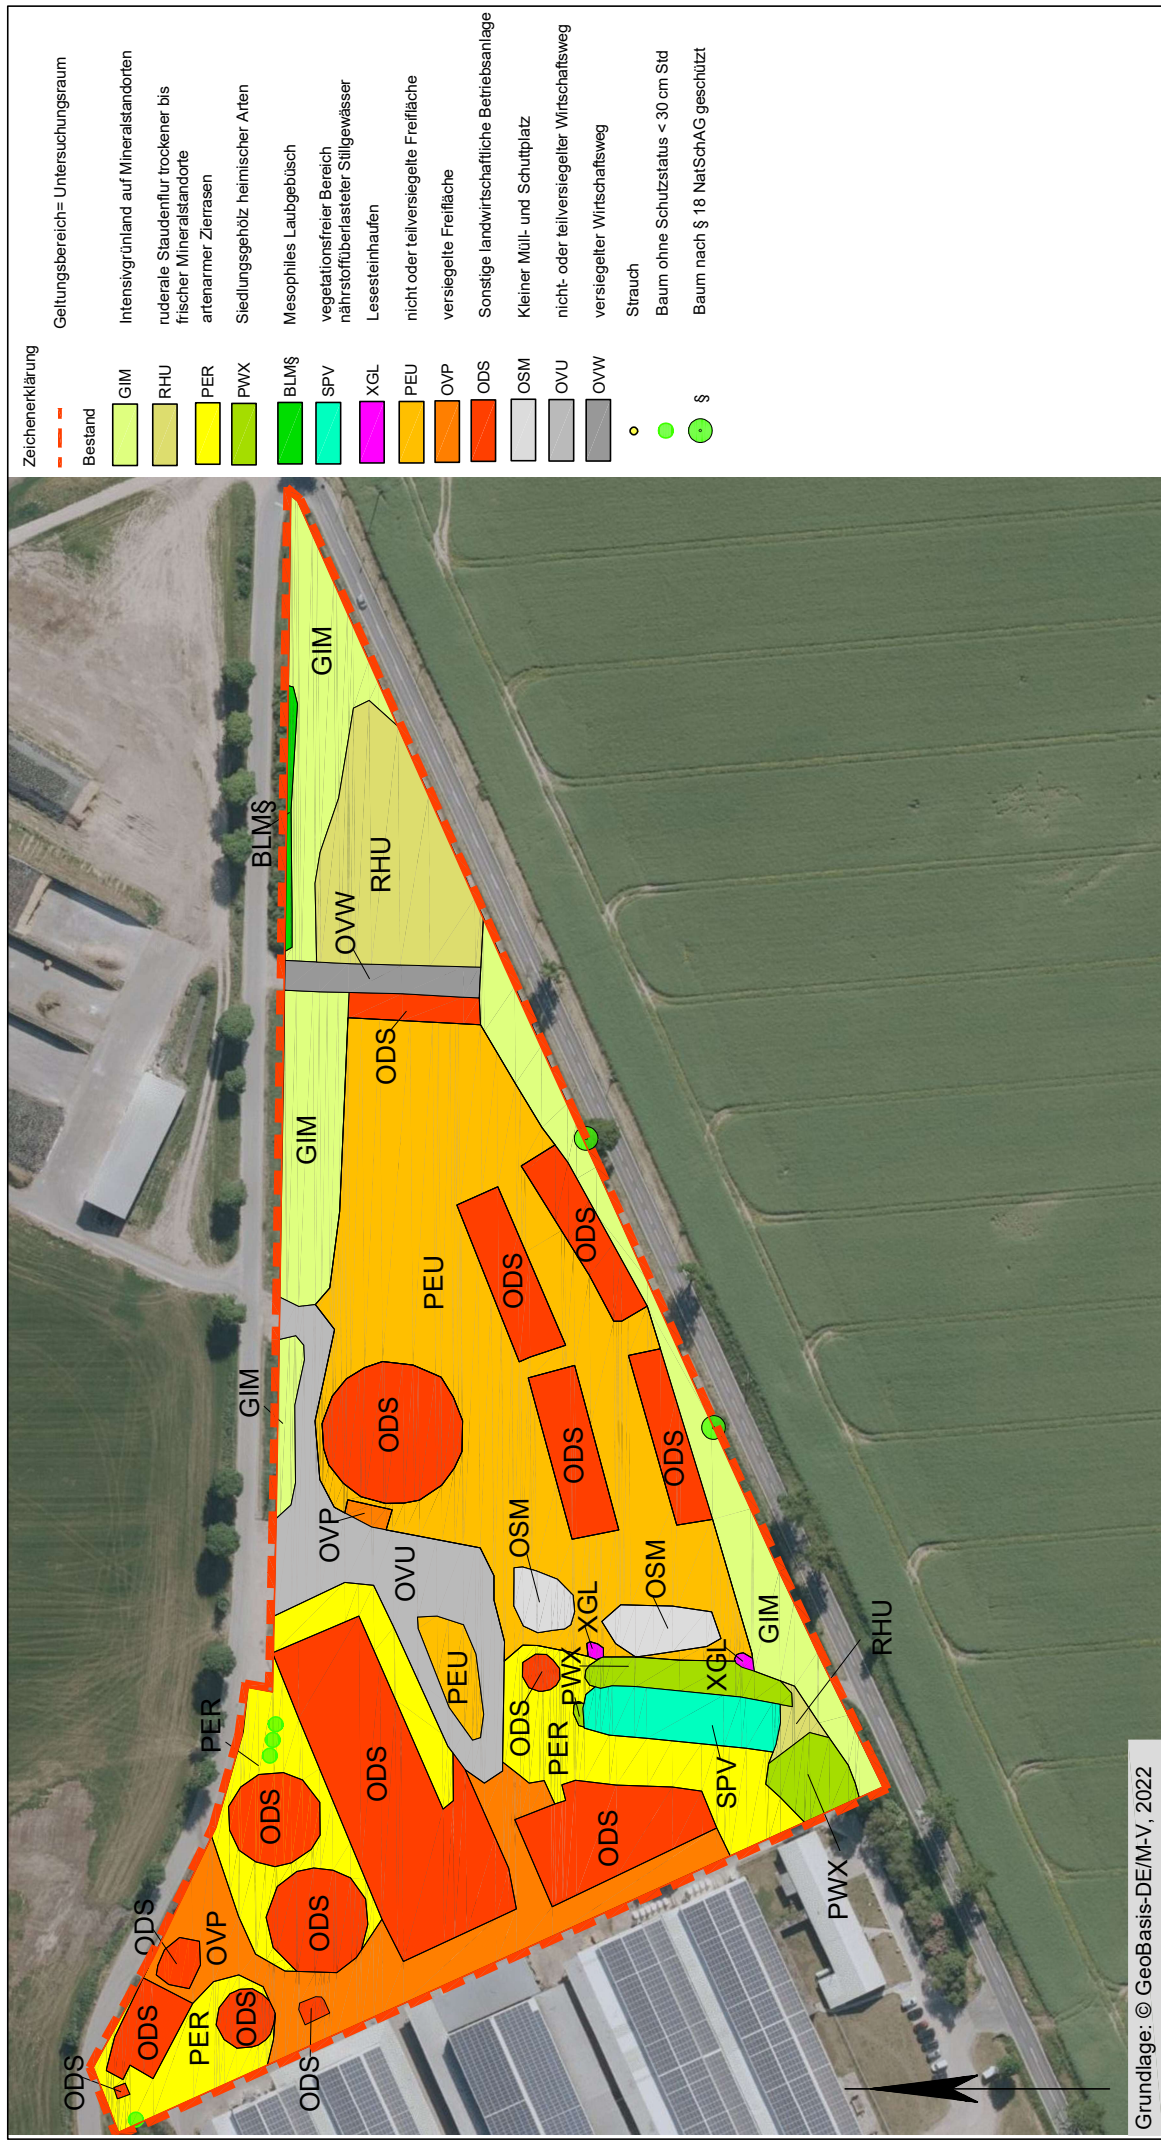 Zeichenerklärung
Geltungsbereich= Untersuchungsraum
Bestand
GIM Intensivgrünland auf Mineralstandorten
RHU ruderale Staudenflur trockener bis
frischer Mineralstandorte
PER artenarmer Zierrasen
PWX Siedlungsgehölz heimischer Arten
BLM§ Mesophiles Laubgebüsch
SPV vegetationsfreier Bereich
nährstoffüberlasteter Stillgewässer
XGL Lesesteinhaufen
PEU nicht oder teilversiegelte Freifläche
OVP versiegelte Freifläche
ODS Sonstige landwirtschaftliche Betriebsanlage
OSM Kleiner Müll- und Schuttplatz
OVU nicht- oder teilversiegelter Wirtschaftsweg
OVW versiegelter Wirtschaftsweg
Strauch
Baum ohne Schutzstatus < 30 cm Std
§ Baum nach § 18 NatSchAG geschützt
ODS
ODS
PER
ODS
ODS
ODS
OVP
ODS
ODS
PER
ODS
ODS
PEU
OVU
OVP
GIM
ODS
PEU
GIM
ODS
OVW
BLM§
RHU
GIM
ODS
PER
PWX
XGL
OSM
OSM
ODS
ODS
ODS
ODS
ODS
SPV
XGL
GIM
RHU
PWX
Grundlage: © GeoBasis-DE/M-V, 2022